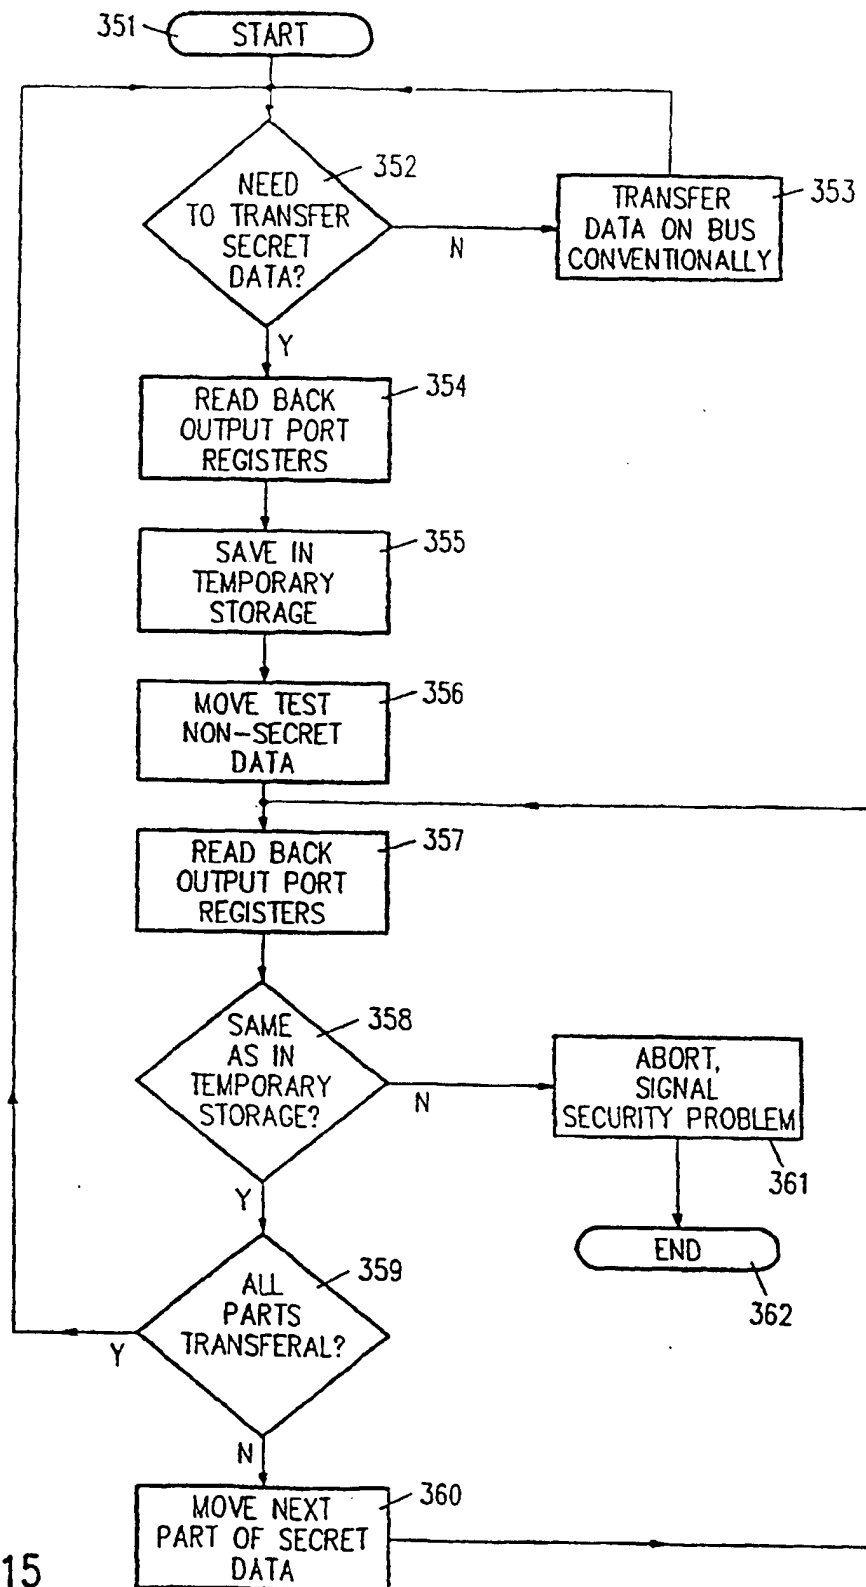 351
START
352
NEED
TO TRANSFER
SECRET
DATA?
N
Y
353
TRANSFER
DATA ON BUS
CONVENTIONALLY
354
READ BACK
OUTPUT PORT
REGISTERS
355
SAVE IN
TEMPORARY
STORAGE
356
MOVE TEST
NON-SECRET
DATA
357
READ BACK
OUTPUT PORT
REGISTERS
358
SAME
AS IN
TEMPORARY
STORAGE?
N
Y
ABORT,
SIGNAL
SECURITY PROBLEM
361
END
362
359
ALL
PARTS
TRANSFERAL?
Y
N
360
MOVE NEXT
PART OF SECRET
DATA
15